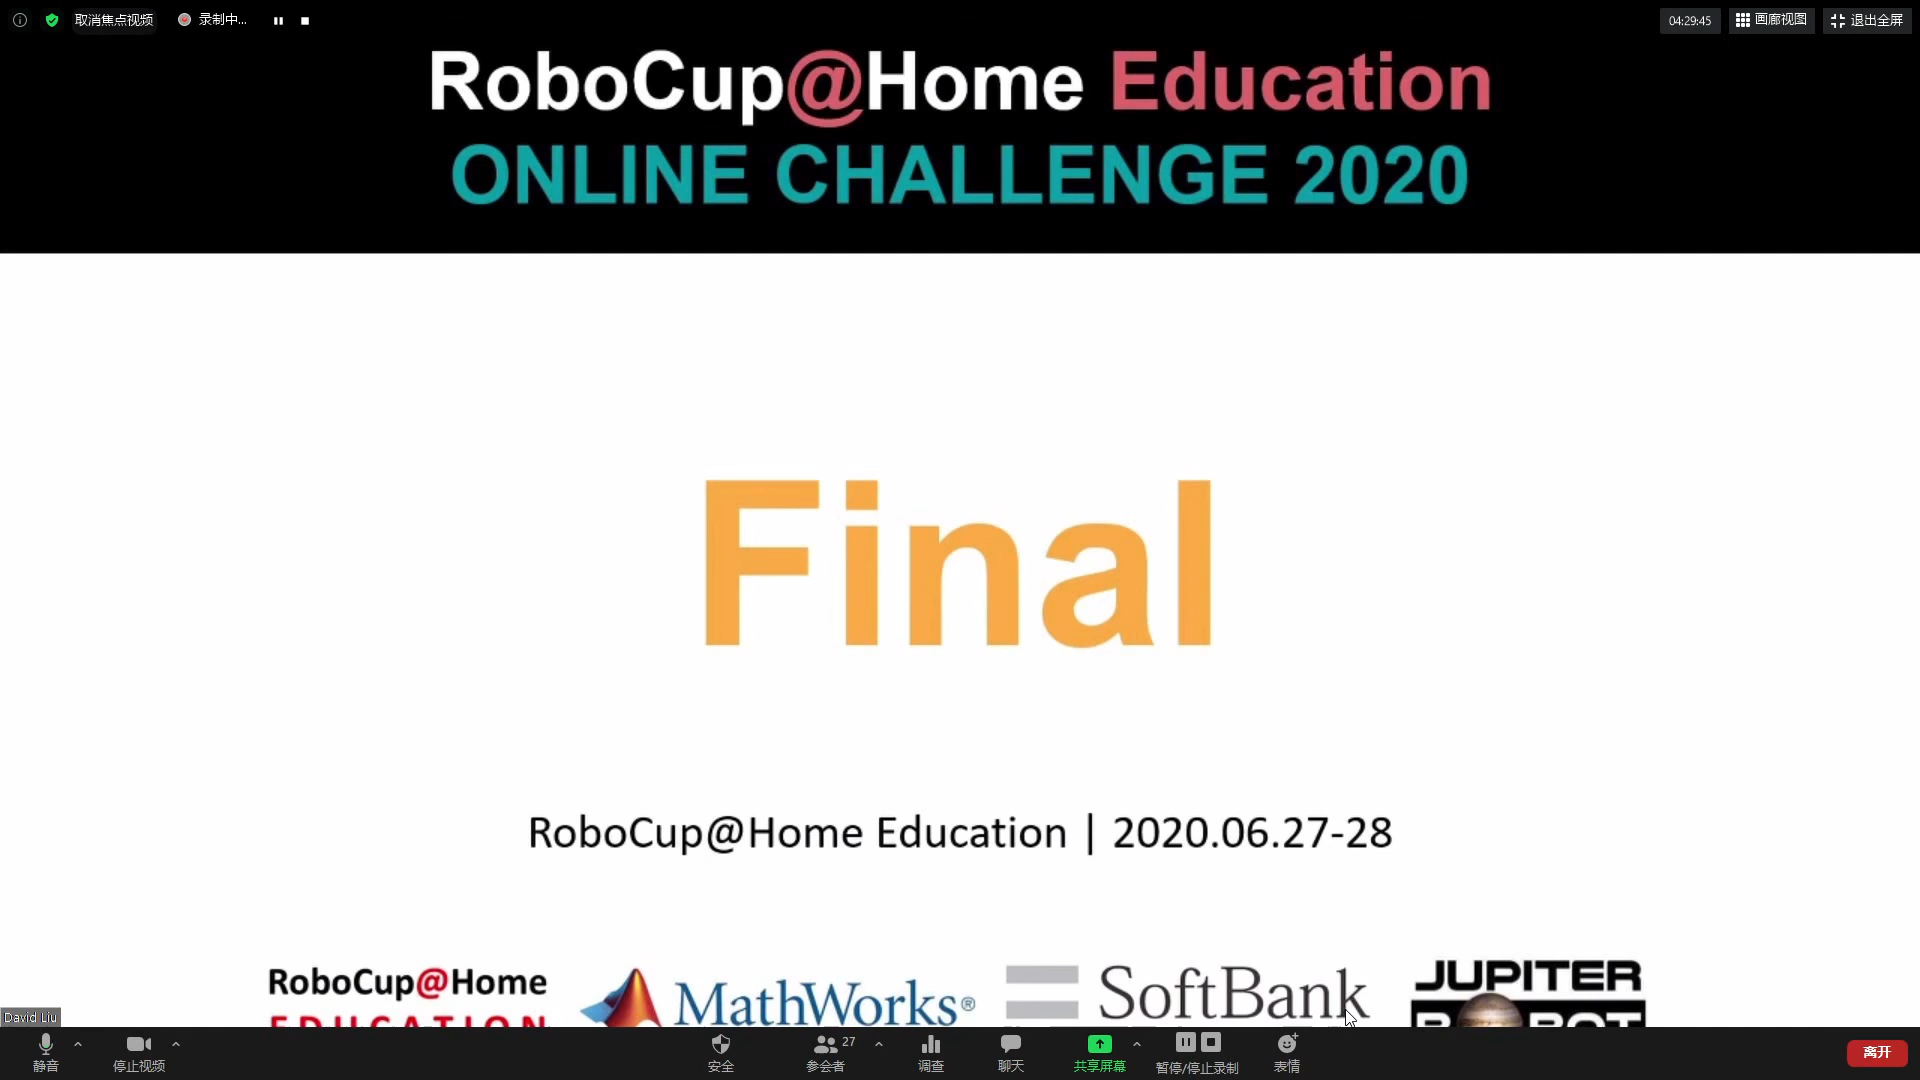 取消焦点视频
录制中...
04:29:45
画廊视图
退出全屏
RoboCup@Home Education
ONLINE CHALLENGE 2020
Final
RoboCup@Home Education | 2020.06.27-28
RoboCup@Home
EDUCATION
MathWorks®
SoftBank
JUPITER
ROBOT
David Liu
静音
停止视频
安全
参会者
27
调查
聊天
共享屏幕
暂停/停止录制
表情
离开